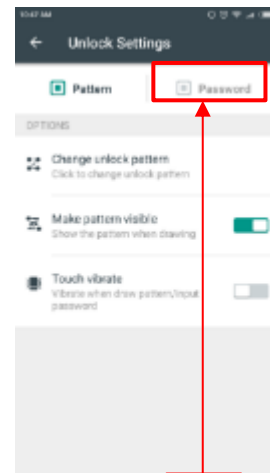 10:47 AM
Unlock Settings
Pattern
Password
OPTIONS
Change unlock pattern
Click to change unlock pattern
Make pattern visible
Show the pattern when drawing
Touch vibrate
Vibrate when draw pattern/input
password